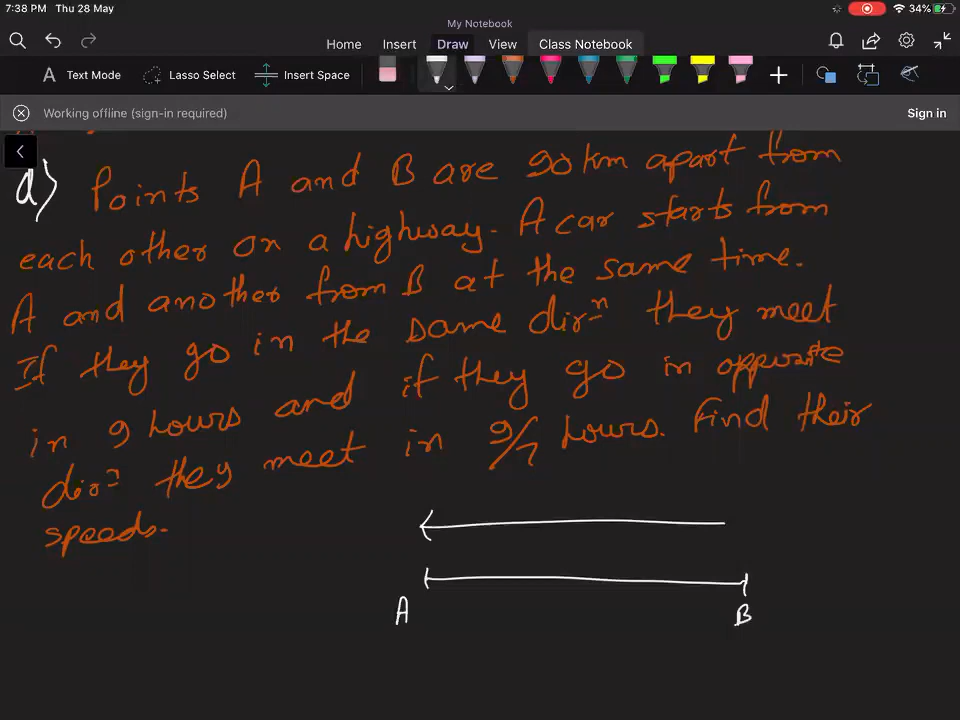 7:38 PM Thu 28 May
34%
My Notebook
Home Insert Draw View Class Notebook
A Text Mode Lasso Select Insert Space
Working offline (sign-in required) Sign in
d) Points A and B are 90 km apart from
each other on a highway. A car starts from
A and another from B at the same time.
If they go in the same dirⁿ they meet
in 9 hours and if they go in opposite
dirⁿ they meet in 9/7 hours. Find their
speeds.
A B